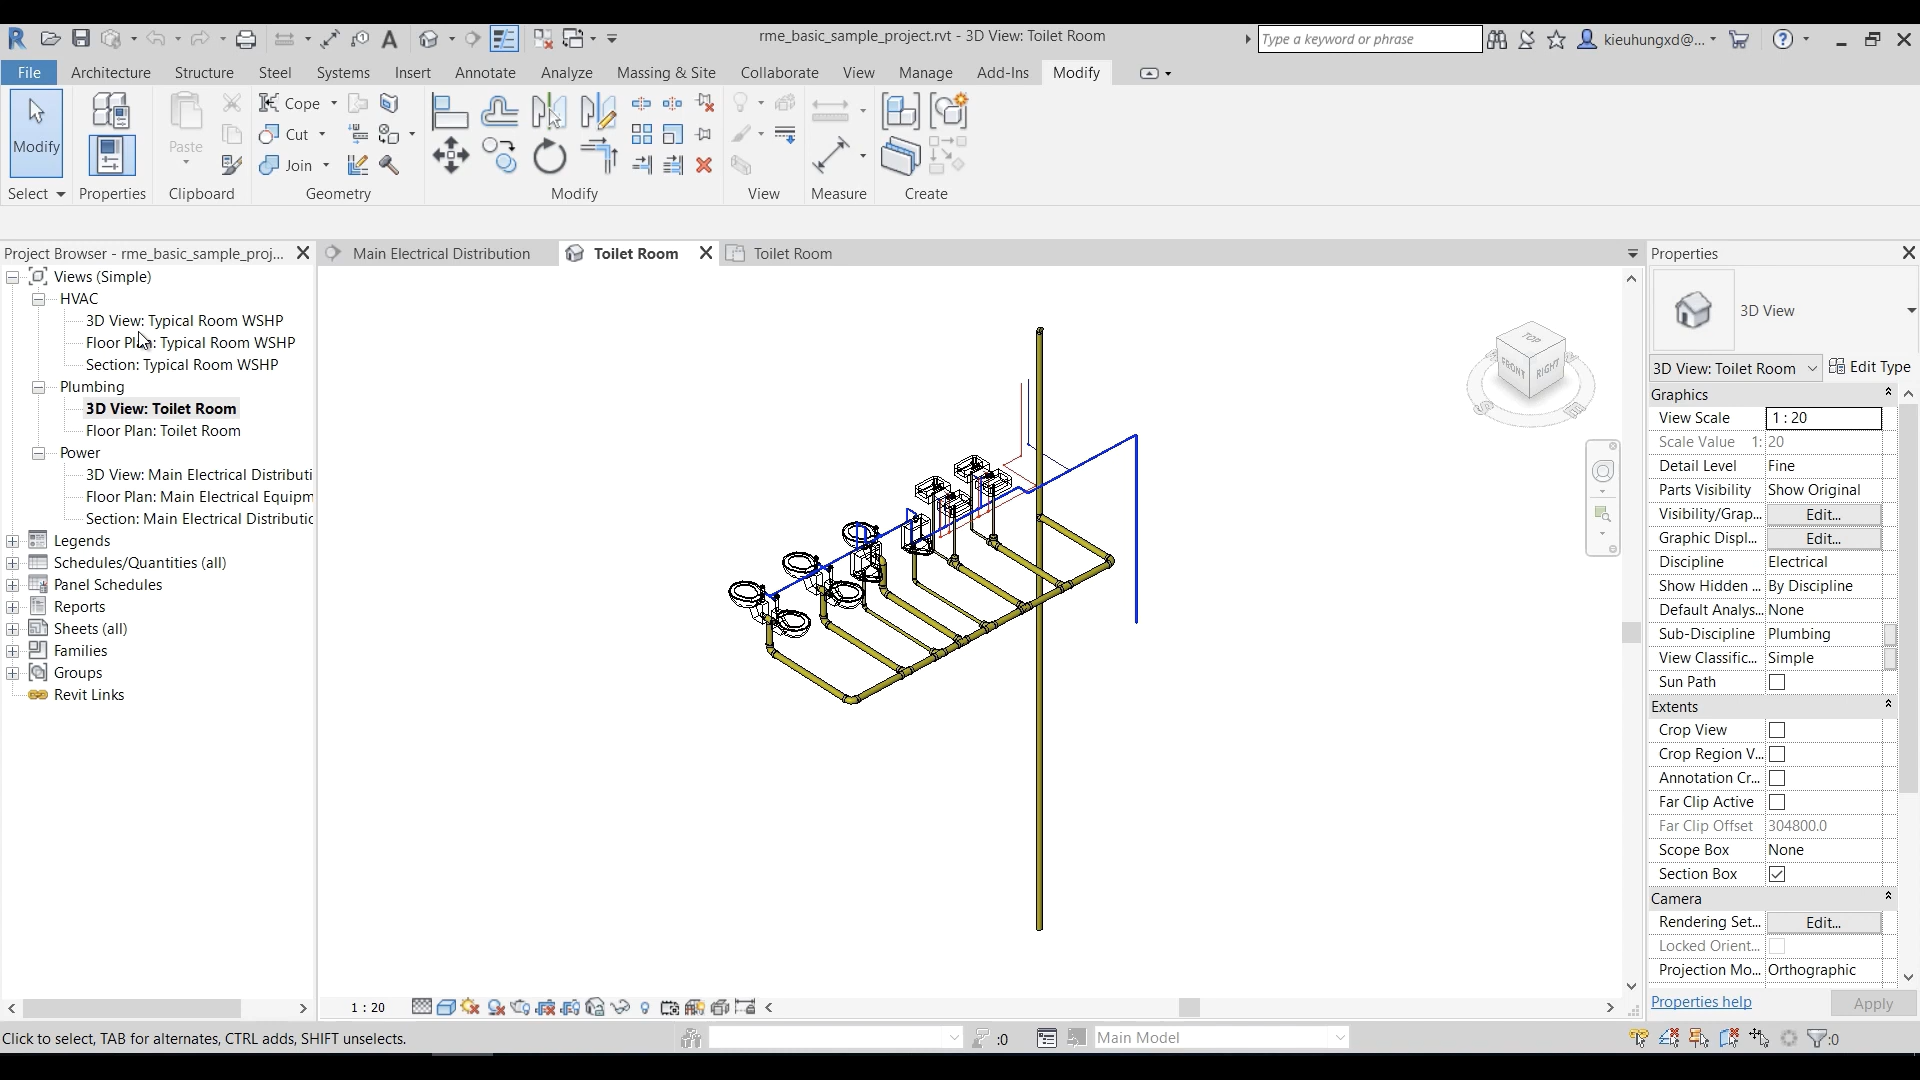 rme_basic_sample_project.rvt - 3D View: Toilet Room
Type a keyword or phrase
kieuhungxd@...
File
Architecture
Structure
Steel
Systems
Insert
Annotate
Analyze
Massing & Site
Collaborate
View
Manage
Add-Ins
Modify
Modify
Paste
Cope
Cut
Join
Select
Properties
Clipboard
Geometry
Modify
View
Measure
Create
Project Browser - rme_basic_sample_proj...
Views (Simple)
HVAC
3D View: Typical Room WSHP
Floor Plan: Typical Room WSHP
Section: Typical Room WSHP
Plumbing
3D View: Toilet Room
Floor Plan: Toilet Room
Power
3D View: Main Electrical Distributi
Floor Plan: Main Electrical Equipm
Section: Main Electrical Distributic
Legends
Schedules/Quantities (all)
Panel Schedules
Reports
Sheets (all)
Families
Groups
Revit Links
Main Electrical Distribution
Toilet Room
Toilet Room
TOP
FRONT
RIGHT
S
E
Properties
3D View
3D View: Toilet Room
Edit Type
Graphics
View Scale 1 : 20
Scale Value 1: 20
Detail Level Fine
Parts Visibility Show Original
Visibility/Grap... Edit...
Graphic Displ... Edit...
Discipline Electrical
Show Hidden ... By Discipline
Default Analys... None
Sub-Discipline Plumbing
View Classific... Simple
Sun Path
Extents
Crop View
Crop Region V...
Annotation Cr...
Far Clip Active
Far Clip Offset 304800.0
Scope Box None
Section Box
Camera
Rendering Set... Edit...
Locked Orient...
Projection Mo... Orthographic
Properties help
Apply
1 : 20
Click to select, TAB for alternates, CTRL adds, SHIFT unselects.
:0
Main Model
:0